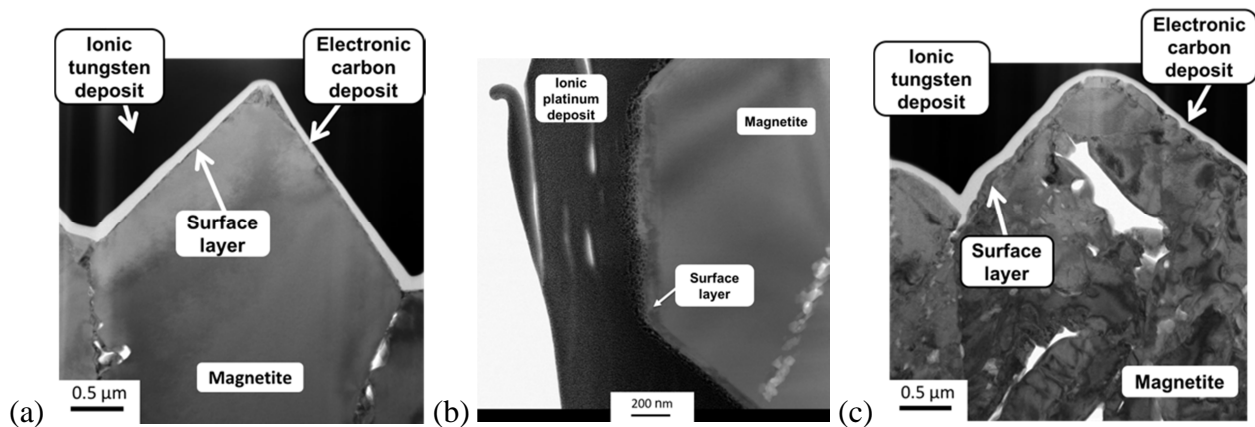 Ionic
tungsten
deposit
Electronic
carbon
deposit
Surface
layer
Magnetite
0.5 μm
(a)
Ionic
platinum
deposit
Magnetite
Surface
layer
200 nm
(b)
Ionic
tungsten
deposit
Electronic
carbon
deposit
Surface
layer
Magnetite
0.5 μm
(c)